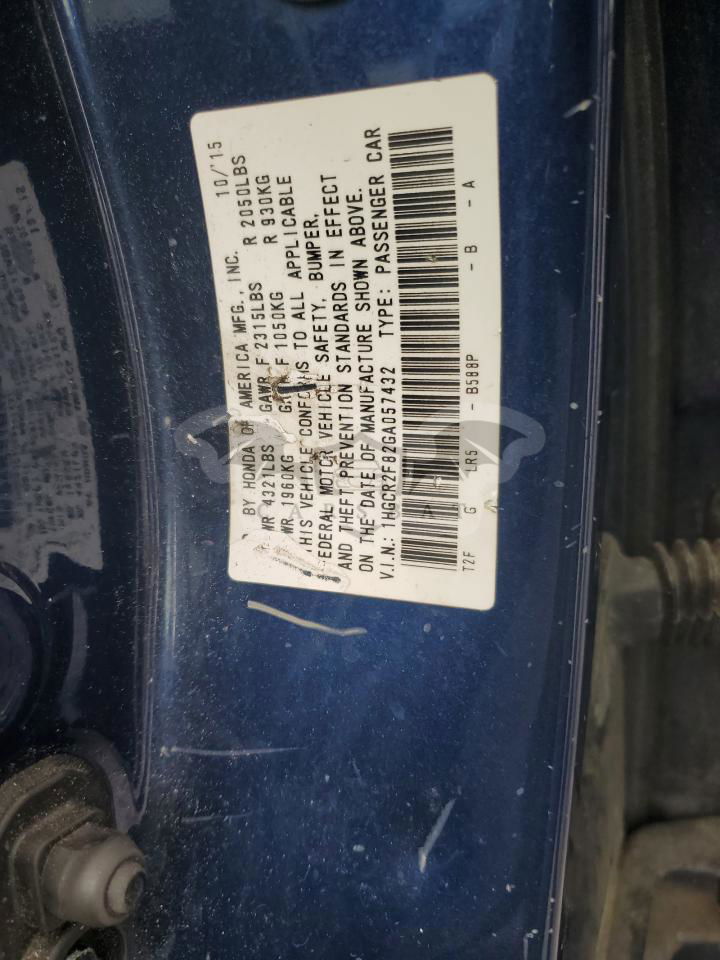 BY HONDA OF AMERICA MFG., INC. 10/'15
WR 4321LBS GAWR F 2315LBS R 2050LBS
WR 1960KG F 1050KG R 930KG
THIS VEHICLE CONFORMS TO ALL APPLICABLE
FEDERAL MOTOR VEHICLE SAFETY, BUMPER,
AND THEFT PREVENTION STANDARDS IN EFFECT
ON THE DATE OF MANUFACTURE SHOWN ABOVE.
V.I.N.: 1HGCR2F82GA057432 TYPE: PASSENGER CAR
T2F G LR5 - B588P - B - A